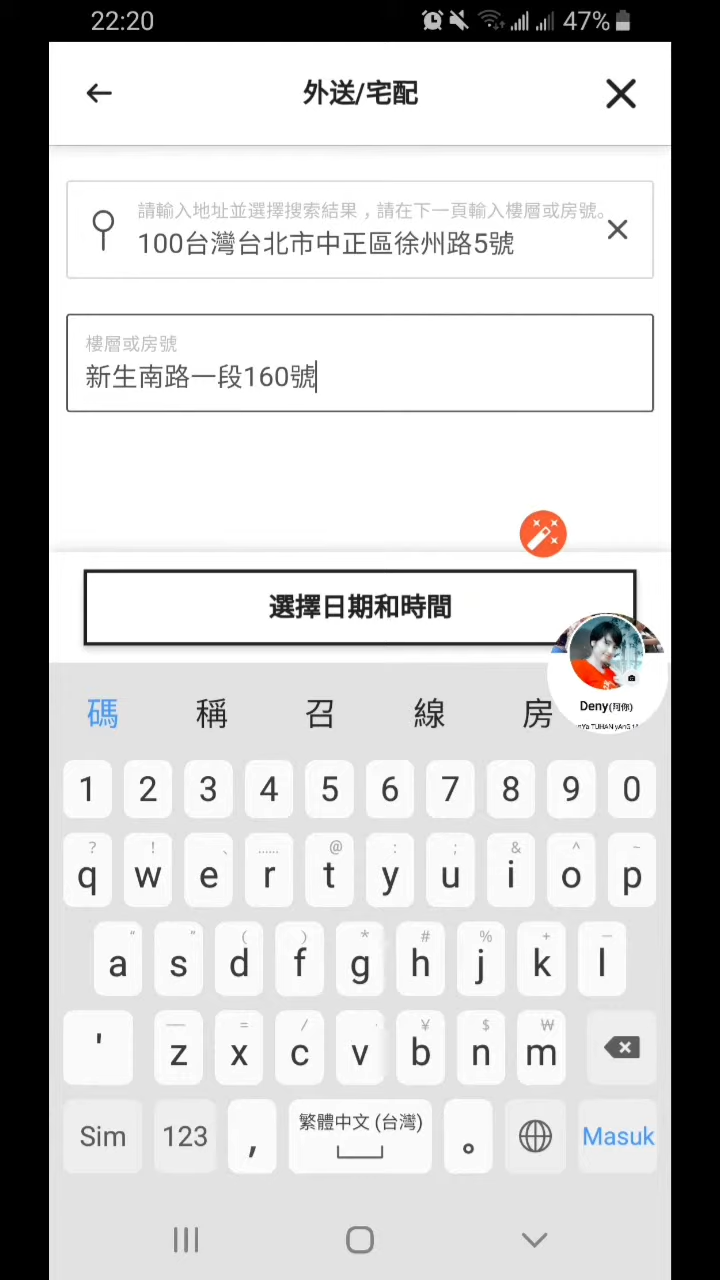 22:20
47%
外送/宅配
請輸入地址並選擇搜索結果，請在下一頁輸入樓層或房號。
100台灣台北市中正區徐州路5號
樓層或房號
新生南路一段160號
選擇日期和時間
Deny(珂你)
碼 稱 召 線 房
1 2 3 4 5 6 7 8 9 0
? ! 、 …… @ : ; & ^ ~
q w e r t y u i o p
“ ” ( ) * # % + —
a s d f g h j k l
— = / · ¥ $ ₩
' z x c v b n m
繁體中文 (台灣)
Sim 123 , 。 Masuk